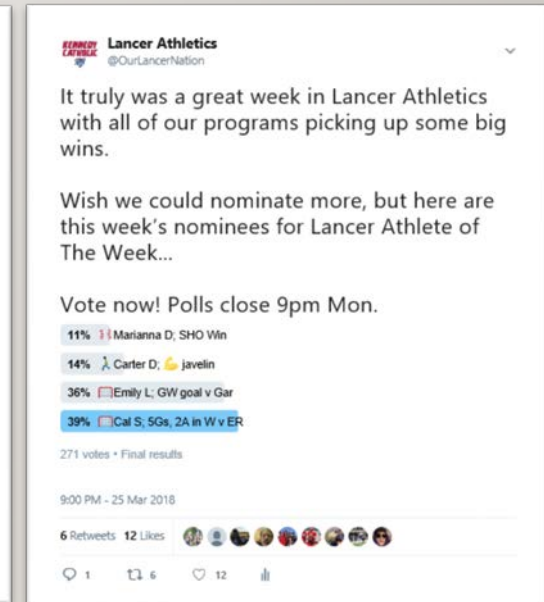 KENNEDY
CATHOLIC
Lancer Athletics
@OurLancerNation
It truly was a great week in Lancer Athletics
with all of our programs picking up some big
wins.
Wish we could nominate more, but here are
this week's nominees for Lancer Athlete of
The Week...
Vote now! Polls close 9pm Mon.
11% Marianna D; SHO Win
14% Carter D; 💪 javelin
36% 🥅Emily L; GW goal v Gar
39% 🥅Cal S; 5Gs, 2A in W v ER
271 votes • Final results
9:00 PM - 25 Mar 2018
6 Retweets 12 Likes
1 6 12